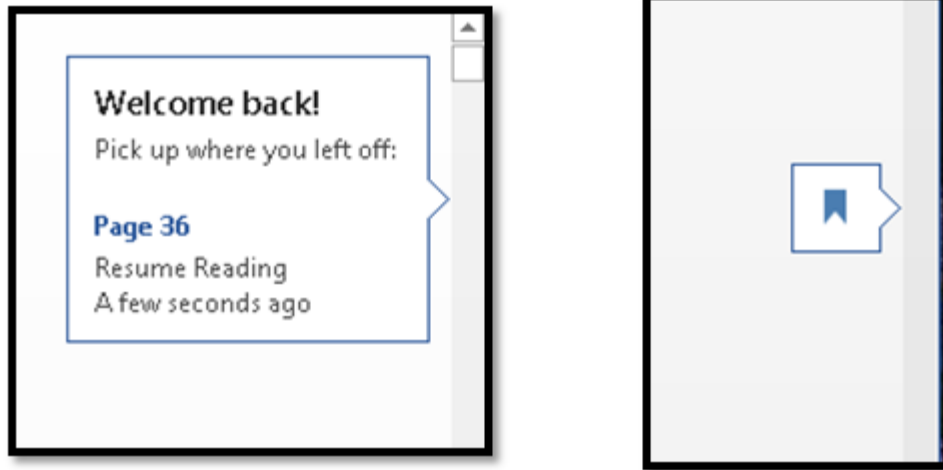 Welcome back!
Pick up where you left off:
Page 36
Resume Reading
A few seconds ago